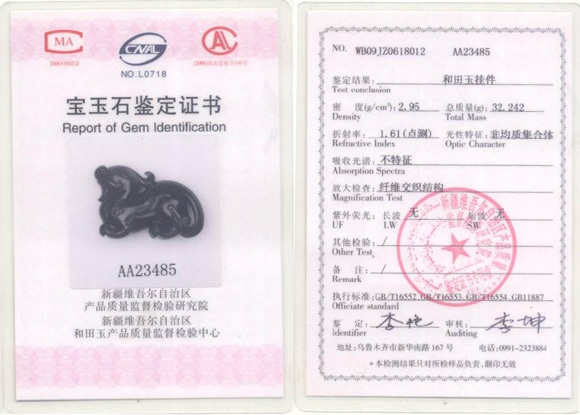 MA
CNAL
AL
NO.L0718
宝玉石鉴定证书
Report of Gem Identification
AA23485
新疆维吾尔自治区
产品质量监督检验研究院
新疆维吾尔自治区
和田玉产品质量监督检验中心
NO. WB09JZ0618012 AA23485
鉴定结果: 和田玉挂件
Test conclusion
密 度(g/cm³): 2.95 总质量(g): 32.242
Density Total Mass
折射率: 1.61(点测) 光性特征: 非均质集合体
Refractive Index Optic Character
吸收光谱: 不特征
Absorption Spectra
放大检查: 纤维交织结构
Magnification Test
紫外荧光: 长波 无 短波 无
UF LW SW
其他检验: /
Other Test
备 注: /
Remark
执行标准: GB/T16552.GB/T16553.GB/T16554.GB11887
Officiate standard
鉴 定: 审核: 李坤
Identifier Auditing
地址: 乌鲁木齐市新华南路 167 号 电话: 0991-2323884
*本检测结果只对所检样品负责,翻印无效